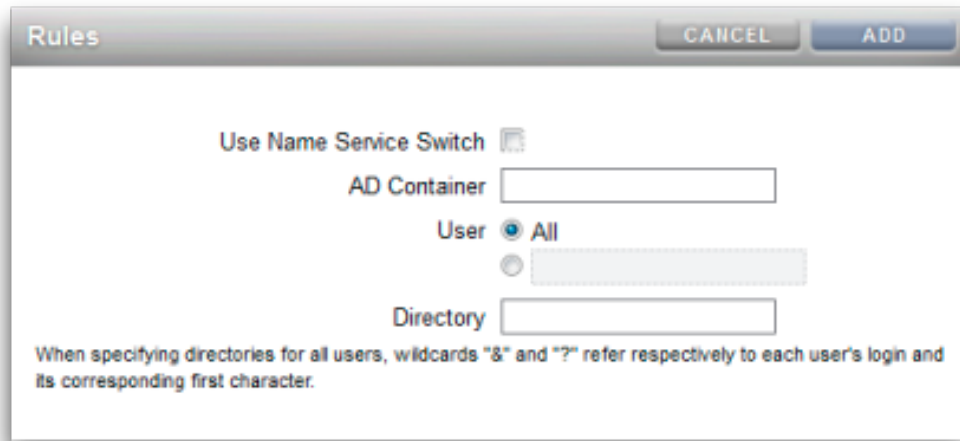 Rules
CANCEL
ADD
Use Name Service Switch
AD Container
User
All
Directory
When specifying directories for all users, wildcards "&" and "?" refer respectively to each user's login and
its corresponding first character.